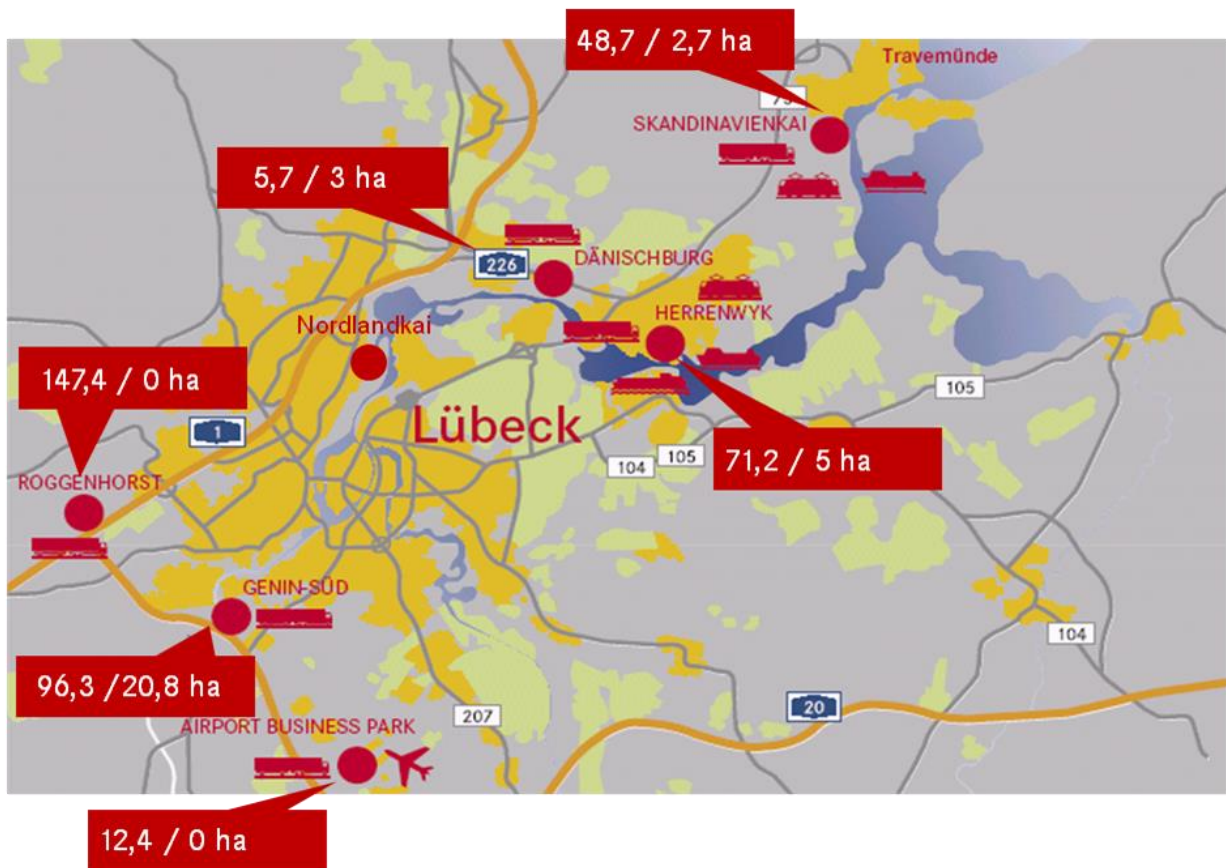 48,7 / 2,7 ha
Travemünde
SKANDINAVIENKAI
5,7 / 3 ha
226
DÄNISCHBURG
HERRENWYK
Nordlandkai
147,4 / 0 ha
105
1
Lübeck
104
105
71,2 / 5 ha
ROGGENHORST
GENIN-SÜD
104
96,3 /20,8 ha
207
20
AIRPORT BUSINESS PARK
12,4 / 0 ha